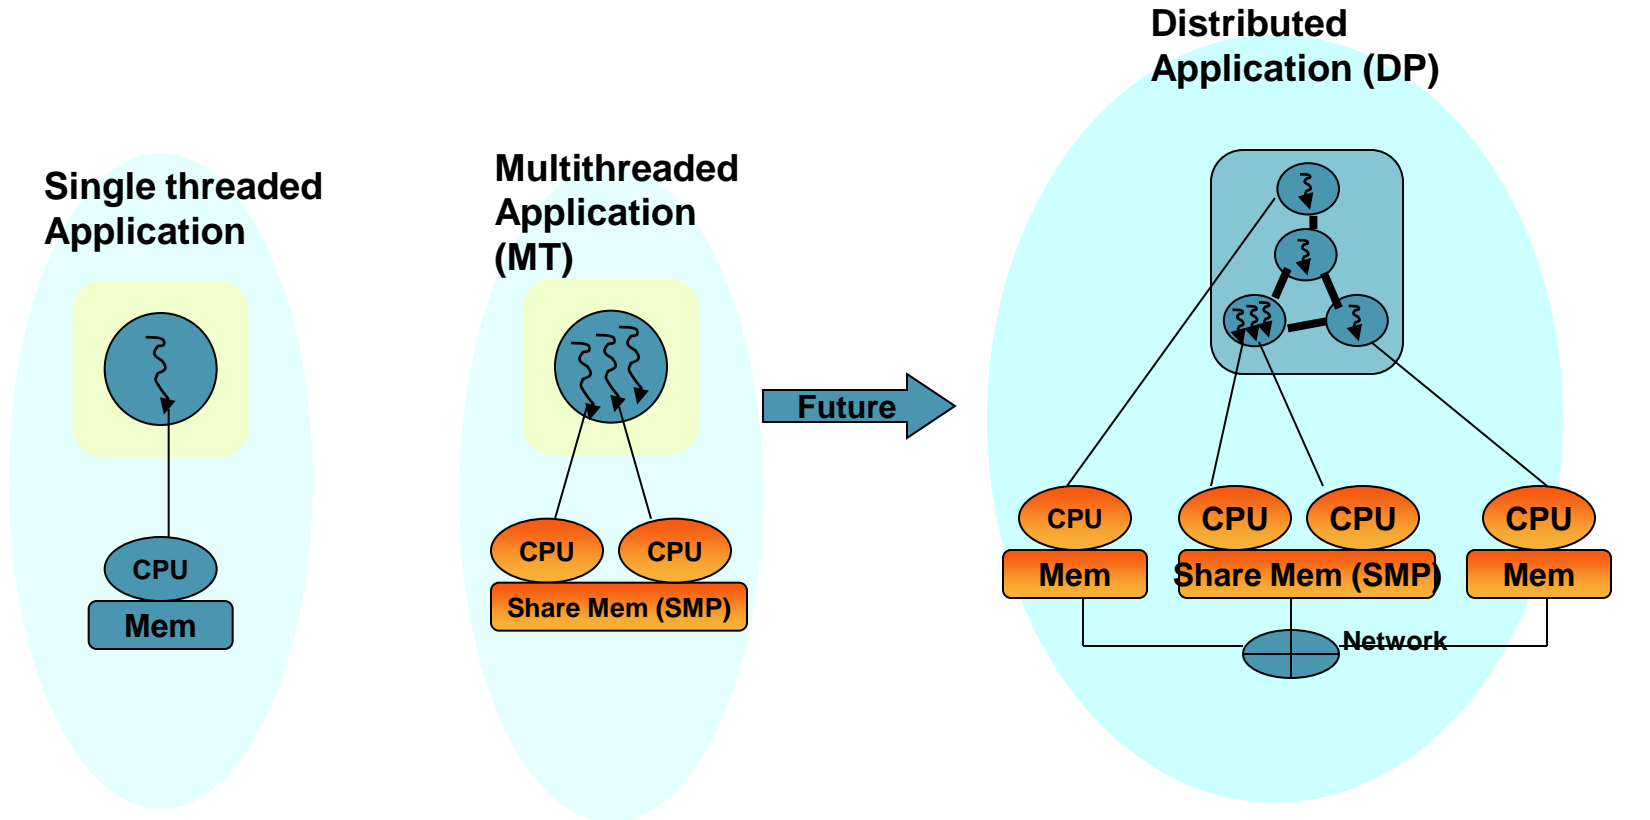 Single threaded
Application
CPU
Mem
Multithreaded
Application
(MT)
CPU
CPU
Share Mem (SMP)
Future
Distributed
Application (DP)
CPU
CPU
CPU
CPU
Mem
Share Mem (SMP)
Mem
Network